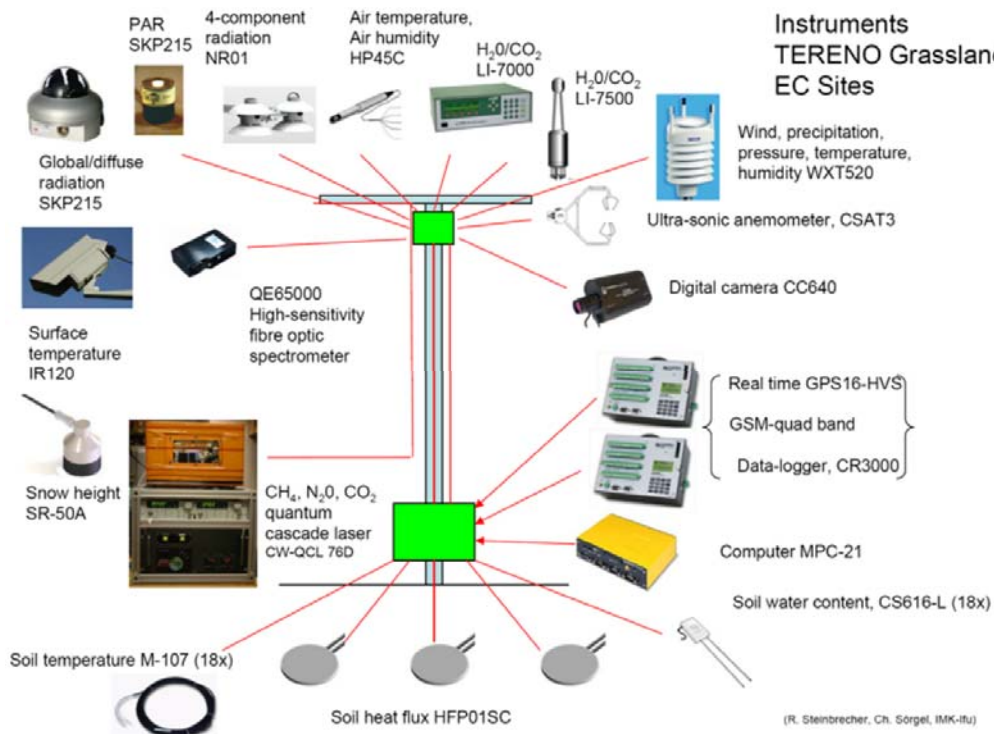 Instruments
TERENO Grassland
EC Sites
PAR
SKP215
4-component
radiation
NR01
Air temperature,
Air humidity
HP45C
H₂0/CO₂
LI-7000
H₂0/CO₂
LI-7500
Wind, precipitation,
pressure, temperature,
humidity WXT520
Global/diffuse
radiation
SKP215
Ultra-sonic anemometer, CSAT3
QE65000
High-sensitivity
fibre optic
spectrometer
Digital camera CC640
Surface
temperature
IR120
Real time GPS16-HVS
GSM-quad band
Data-logger, CR3000
Snow height
SR-50A
CH₄, N₂0, CO₂
quantum
cascade laser
CW-QCL 76D
Computer MPC-21
Soil water content, CS616-L (18x)
Soil temperature M-107 (18x)
Soil heat flux HFP01SC
(R. Steinbrecher, Ch. Sörgel, IMK-Ifu)